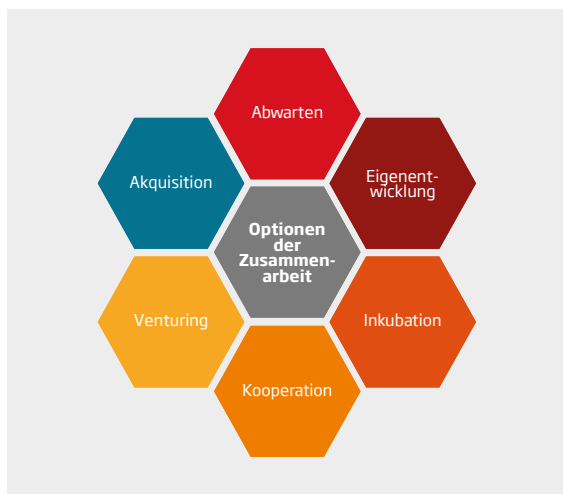 Abwarten
Akquisition
Eigenent-
wicklung
Optionen
der
Zusammen-
arbeit
Venturing
Inkubation
Kooperation